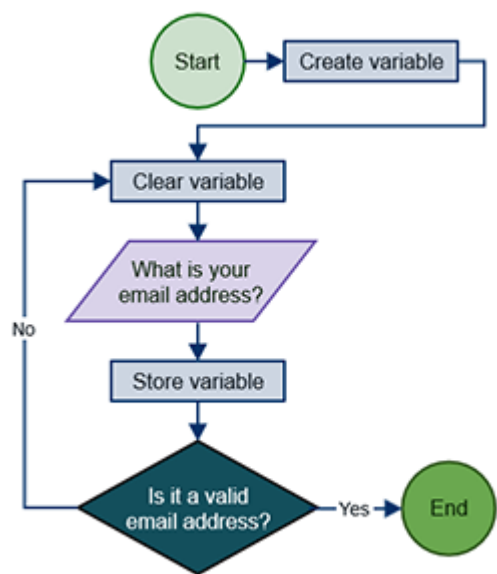 Start
Create variable
Clear variable
What is your
email address?
No
Store variable
Is it a valid
email address?
Yes
End